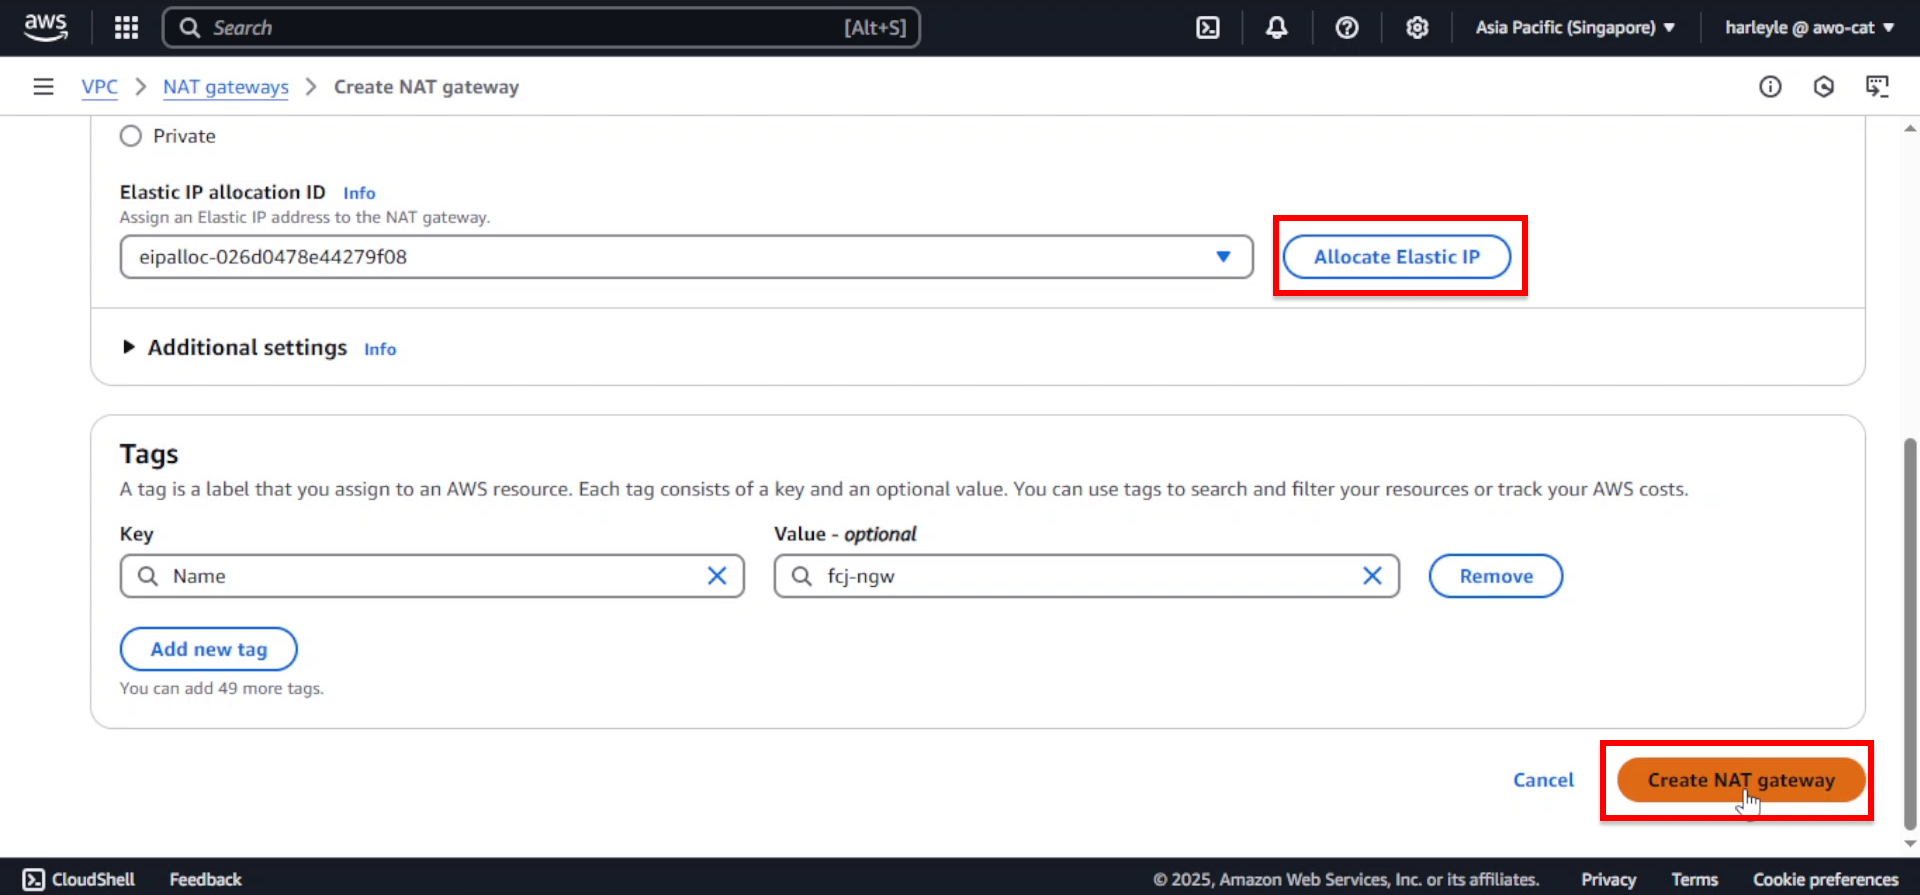 aws
Search [Alt+S]
Asia Pacific (Singapore)
harleyle @ awo-cat
VPC
NAT gateways
Create NAT gateway
Private
Elastic IP allocation ID Info
Assign an Elastic IP address to the NAT gateway.
eipalloc-026d0478e44279f08
Allocate Elastic IP
Additional settings Info
Tags
A tag is a label that you assign to an AWS resource. Each tag consists of a key and an optional value. You can use tags to search and filter your resources or track your AWS costs.
Key
Value - optional
Name
fcj-ngw
Remove
Add new tag
You can add 49 more tags.
Cancel
Create NAT gateway
CloudShell
Feedback
© 2025, Amazon Web Services, Inc. or its affiliates.
Privacy
Terms
Cookie preferences